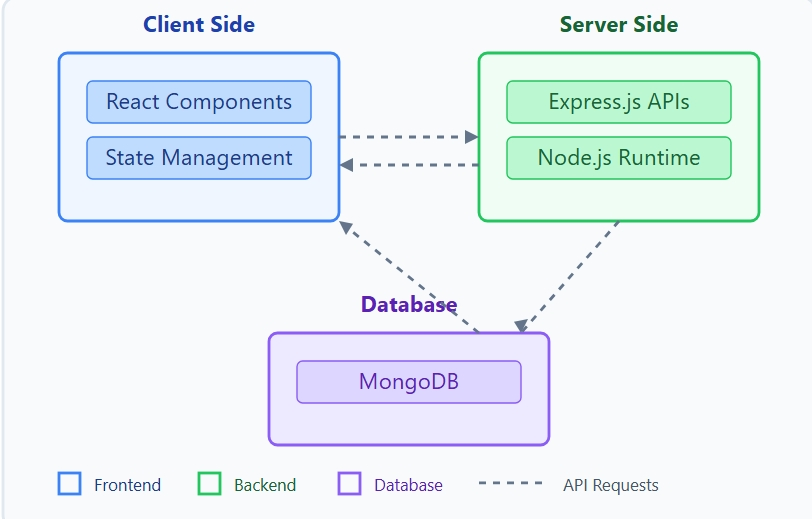 Client Side
Server Side
React Components
Express.js APIs
State Management
Node.js Runtime
Database
MongoDB
Frontend
Backend
Database
API Requests